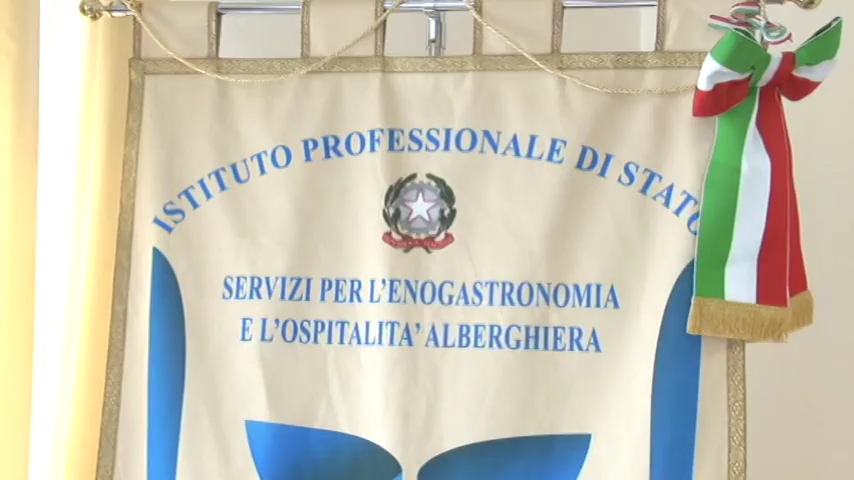 ISTITUTO PROFESSIONALE DI STATO
SERVIZI PER L'ENOGASTRONOMIA
E L'OSPITALITA' ALBERGHIERA